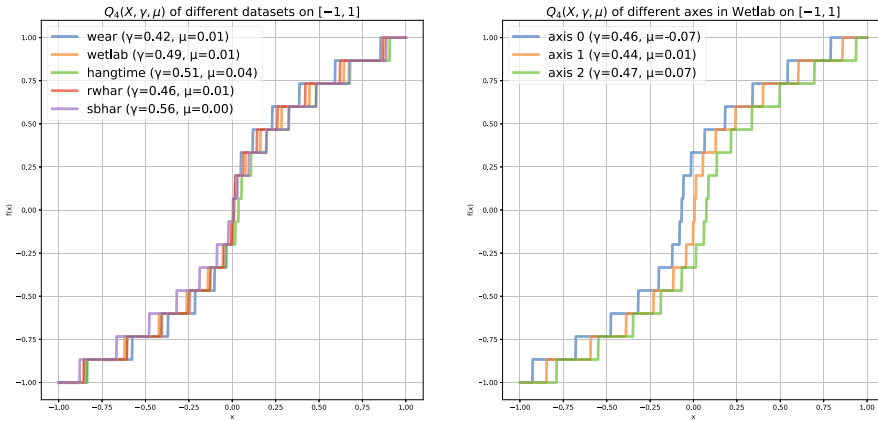 Q₄(X, γ, μ) of different datasets on [−1, 1]
wear (γ=0.42, μ=0.01)
wetlab (γ=0.49, μ=0.01)
hangtime (γ=0.51, μ=0.04)
rwhar (γ=0.46, μ=0.01)
sbhar (γ=0.56, μ=0.00)
1.00
0.75
0.50
0.25
0.00
−0.25
−0.50
−0.75
−1.00
f(x)
−1.00 −0.75 −0.50 −0.25 0.00 0.25 0.50 0.75 1.00
x
Q₄(X, γ, μ) of different axes in Wetlab on [−1, 1]
axis 0 (γ=0.46, μ=-0.07)
axis 1 (γ=0.44, μ=0.01)
axis 2 (γ=0.47, μ=0.07)
1.00
0.75
0.50
0.25
0.00
−0.25
−0.50
−0.75
−1.00
f(x)
−1.00 −0.75 −0.50 −0.25 0.00 0.25 0.50 0.75 1.00
x